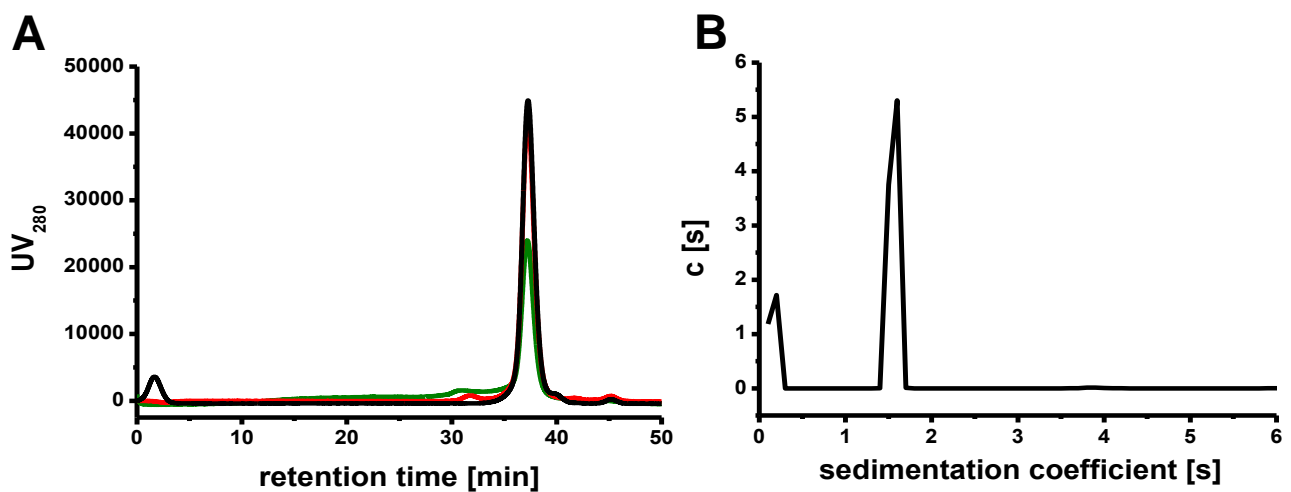 A
50000
40000
30000
20000
10000
0
UV280
0 10 20 30 40 50
retention time [min]
B
6
5
4
3
2
1
0
c [s]
0 1 2 3 4 5 6
sedimentation coefficient [s]